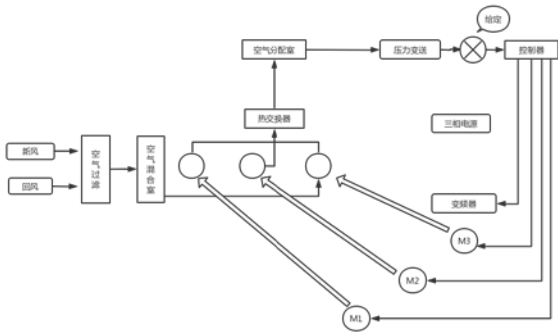 给定
空气分配室
压力变送
控制器
热交换器
三相电源
新风
空气过滤
空气混合室
回风
变频器
M3
M2
M1